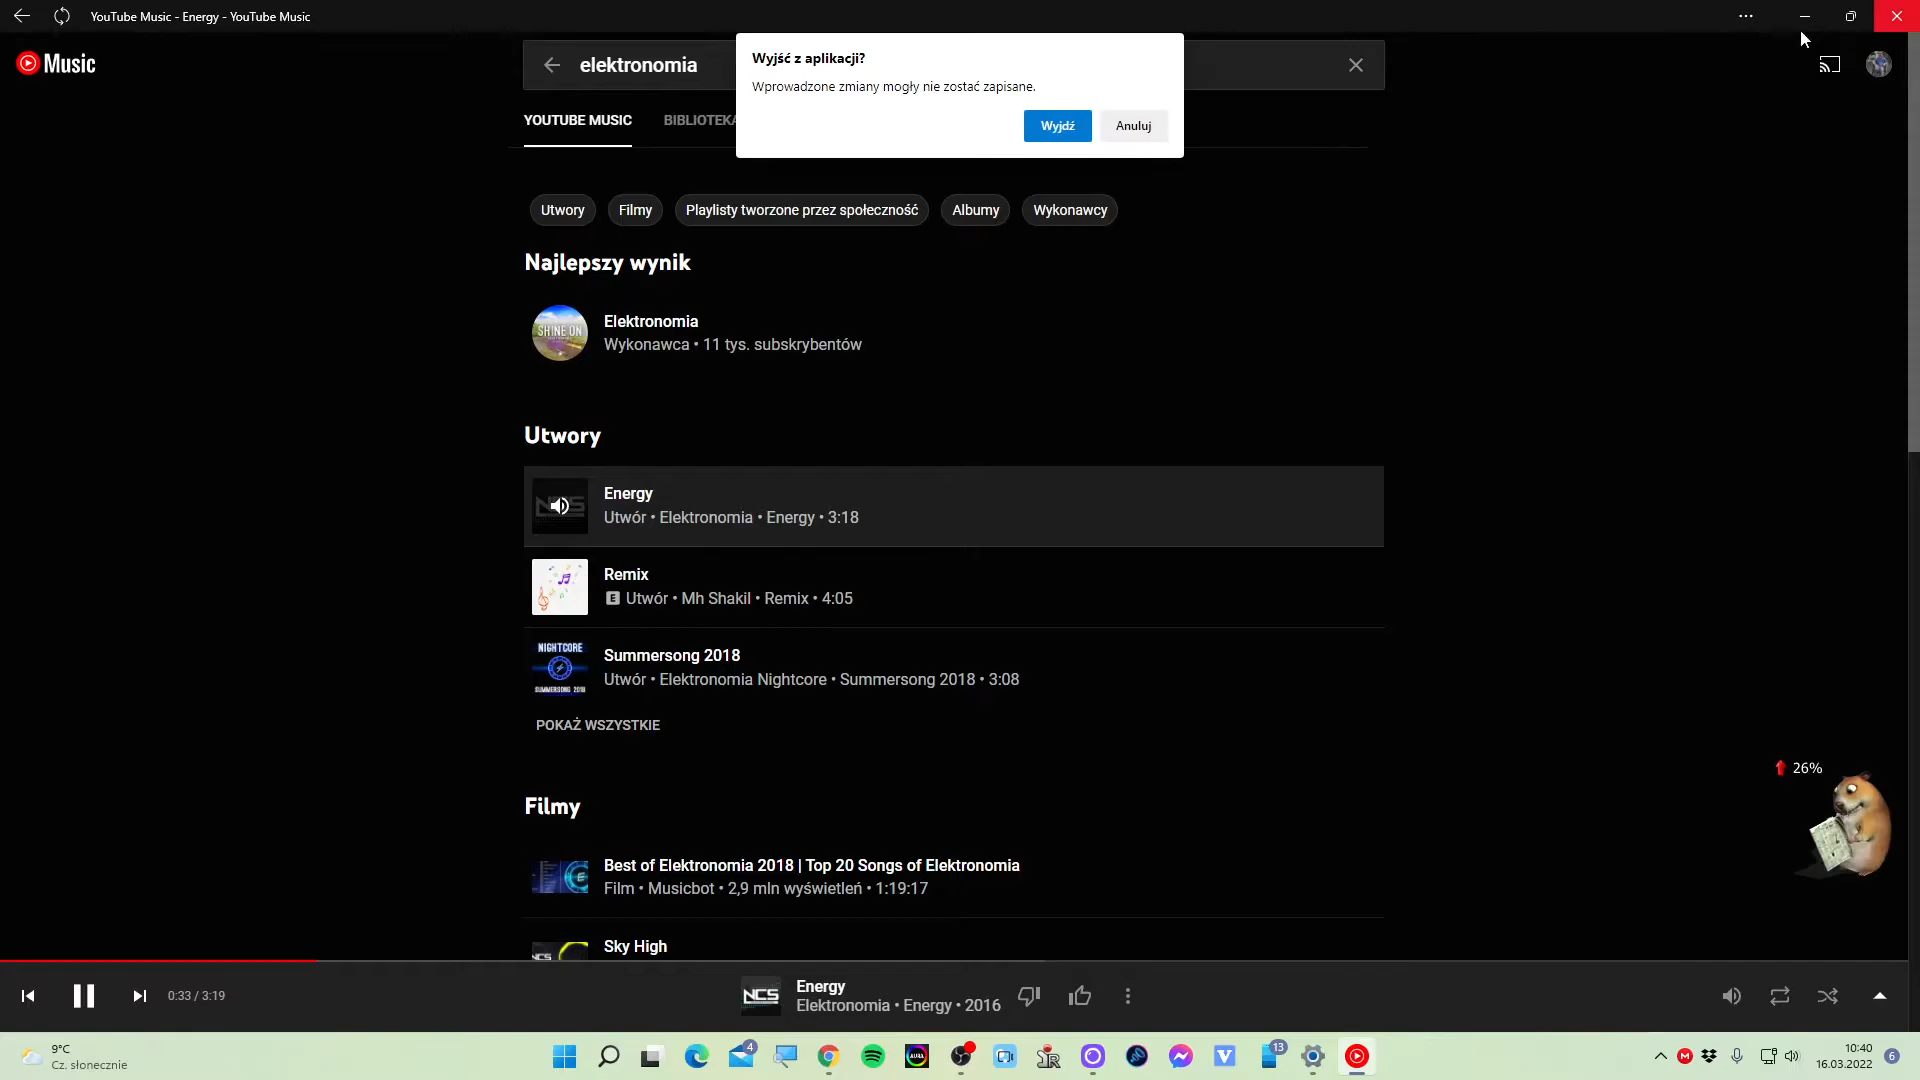 YouTube Music - Energy - YouTube Music
Music
elektronomia
Wyjść z aplikacji?
Wprowadzone zmiany mogły nie zostać zapisane.
Wyjdź
Anuluj
YOUTUBE MUSIC
BIBLIOTEKA
Utwory
Filmy
Playlisty tworzone przez społeczność
Albumy
Wykonawcy
Najlepszy wynik
SHINE ON
Elektronomia
Wykonawca • 11 tys. subskrybentów
Utwory
NCS
Energy
Utwór • Elektronomia • Energy • 3:18
Remix
E Utwór • Mh Shakil • Remix • 4:05
NIGHTCORE
SUMMERSONG 2018
Summersong 2018
Utwór • Elektronomia Nightcore • Summersong 2018 • 3:08
POKAŻ WSZYSTKIE
26%
Filmy
Best of Elektronomia 2018 | Top 20 Songs of Elektronomia
Film • Musicbot • 2,9 mln wyświetleń • 1:19:17
NCS
Sky High
0:33 / 3:19
NCS
Energy
Elektronomia • Energy • 2016
9°C
Cz. słonecznie
4
AURA
13
10:40
16.03.2022
6